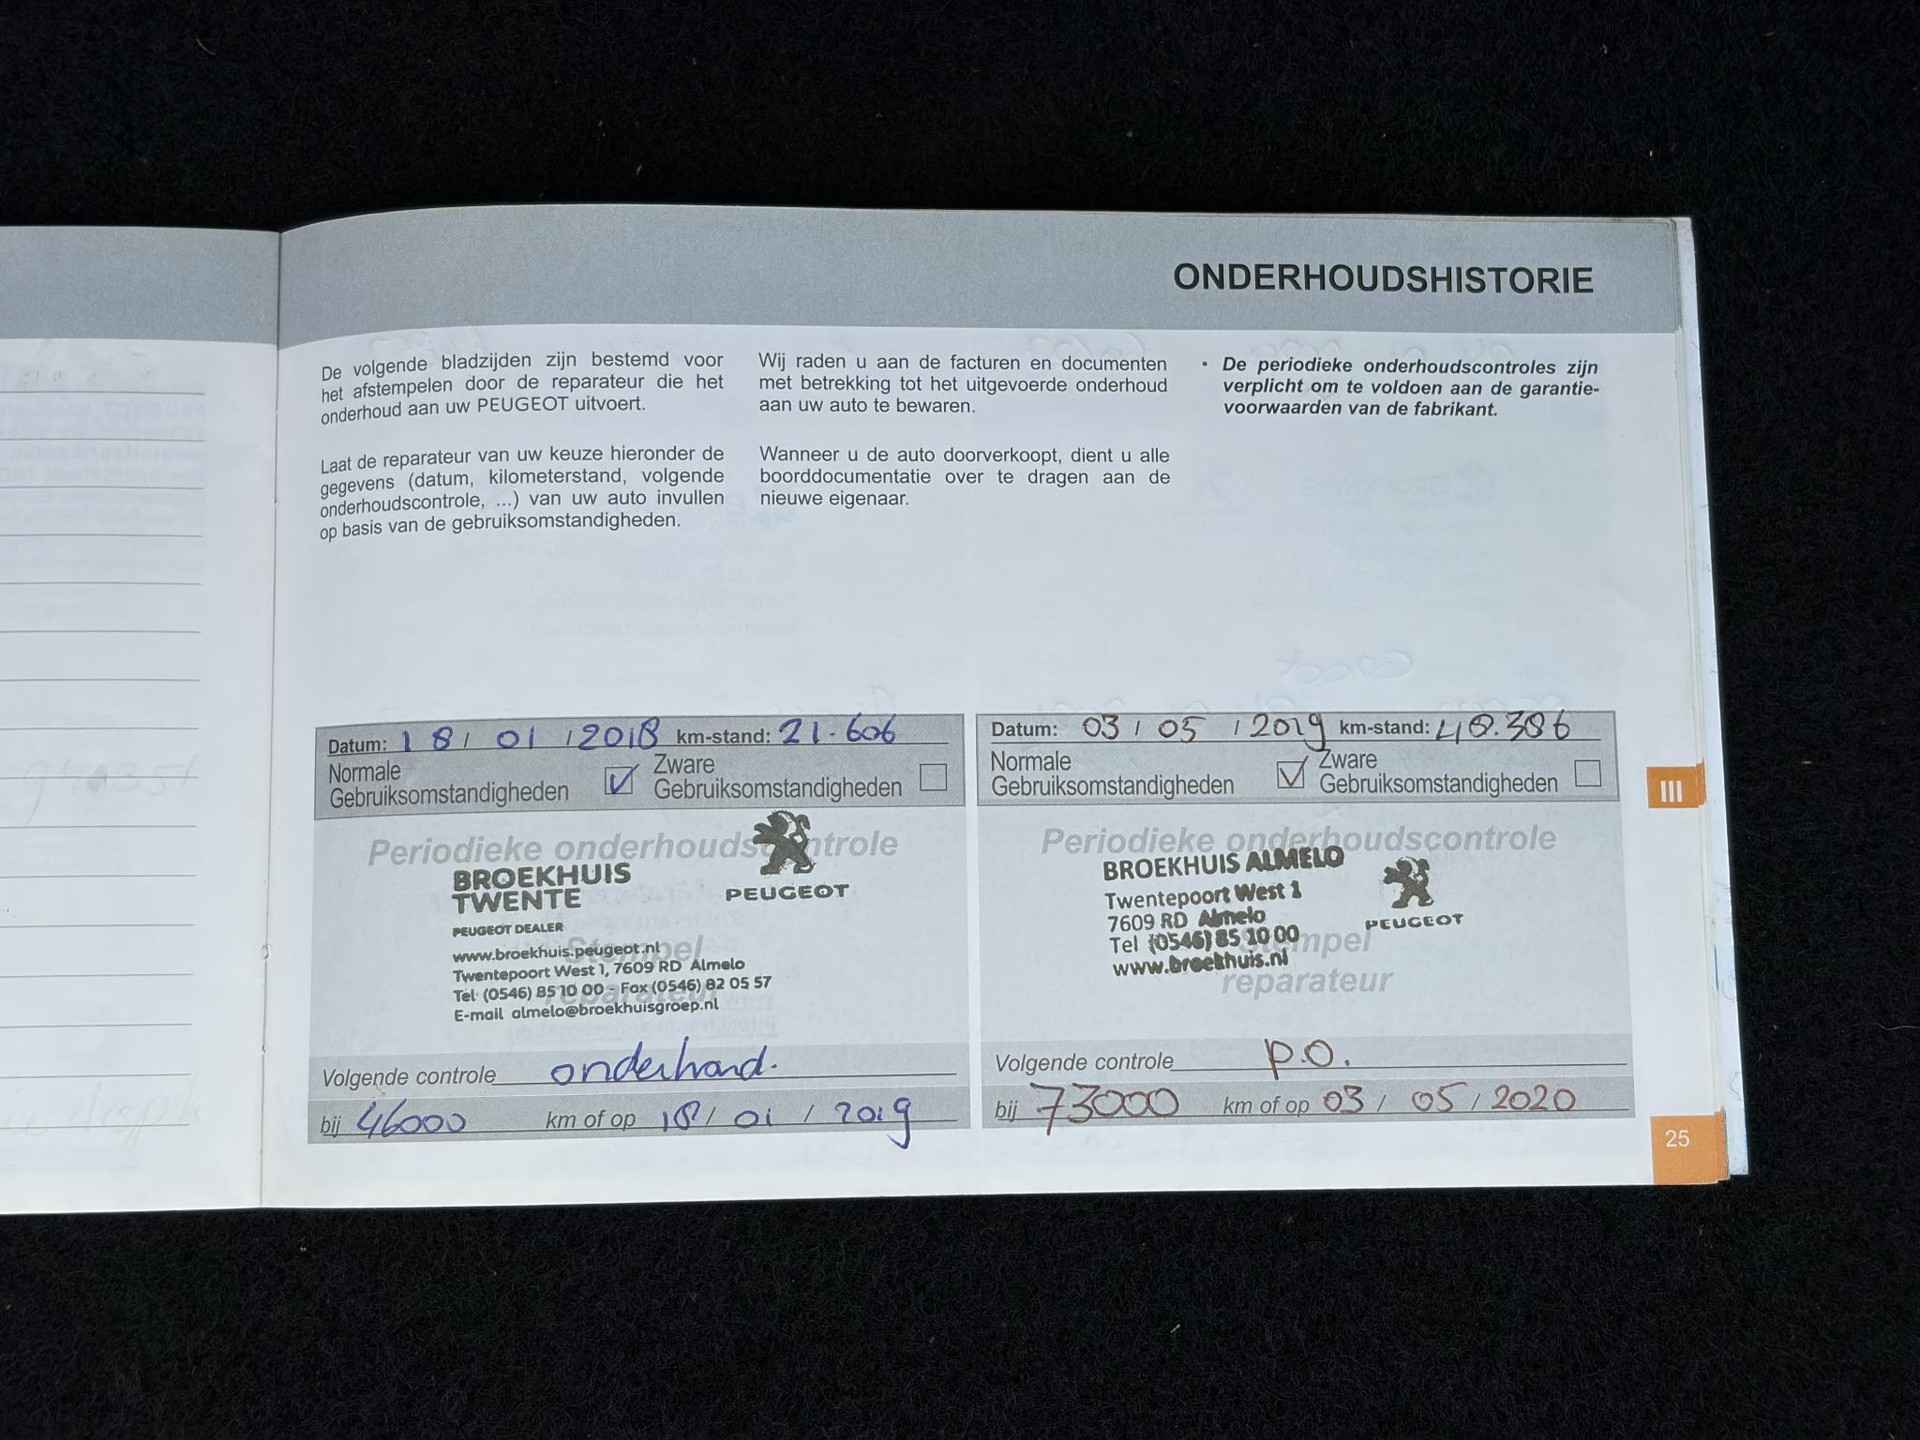 ONDERHOUDSHISTORIE
De volgende bladzijden zijn bestemd voor
het afstempelen door de reparateur die het
onderhoud aan uw PEUGEOT uitvoert.
Laat de reparateur van uw keuze hieronder de
gegevens (datum, kilometerstand, volgende
onderhoudscontrole, ...) van uw auto invullen
op basis van de gebruiksomstandigheden.
Wij raden u aan de facturen en documenten
met betrekking tot het uitgevoerde onderhoud
aan uw auto te bewaren.
Wanneer u de auto doorverkoopt, dient u alle
boorddocumentatie over te dragen aan de
nieuwe eigenaar.
• De periodieke onderhoudscontroles zijn
verplicht om te voldoen aan de garantie-
voorwaarden van de fabrikant.
Datum: 18 / 01 / 2018 km-stand: 21.606
Normale
Gebruiksomstandigheden
Zware
Gebruiksomstandigheden
Periodieke onderhoudscontrole
BROEKHUIS
TWENTE
PEUGEOT DEALER
PEUGEOT
www.broekhuis.peugeot.nl
Twentepoort West 1, 7609 RD Almelo
Tel (0546) 85 10 00 - Fax (0546) 82 05 57
E-mail almelo@broekhuisgroep.nl
Stempel
reparateur
Volgende controle onderhoud.
bij 46000 km of op 18 / 01 / 2019
Datum: 03 / 05 / 2019 km-stand: 48.386
Normale
Gebruiksomstandigheden
Zware
Gebruiksomstandigheden
Periodieke onderhoudscontrole
BROEKHUIS ALMELO
Twentepoort West 1
7609 RD Almelo
Tel (0546) 85 10 00
www.broekhuis.nl
PEUGEOT
Stempel
reparateur
Volgende controle p.o.
bij 73000 km of op 03 / 05 / 2020
III
25